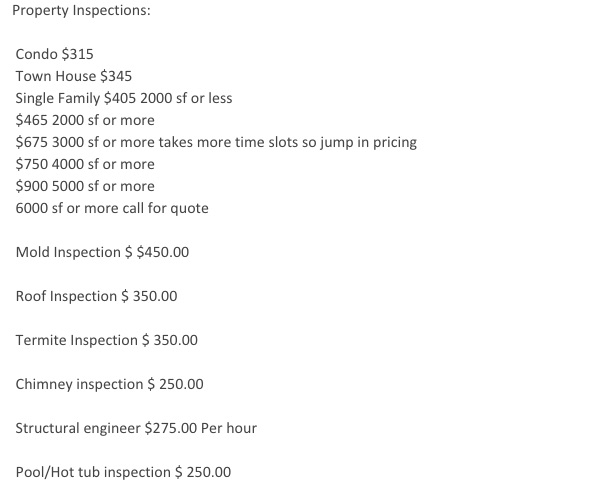 Property Inspections:
Condo $315
Town House $345
Single Family $405 2000 sf or less
$465 2000 sf or more
$675 3000 sf or more takes more time slots so jump in pricing
$750 4000 sf or more
$900 5000 sf or more
6000 sf or more call for quote
Mold Inspection $ $450.00
Roof Inspection $ 350.00
Termite Inspection $ 350.00
Chimney inspection $ 250.00
Structural engineer $275.00 Per hour
Pool/Hot tub inspection $ 250.00